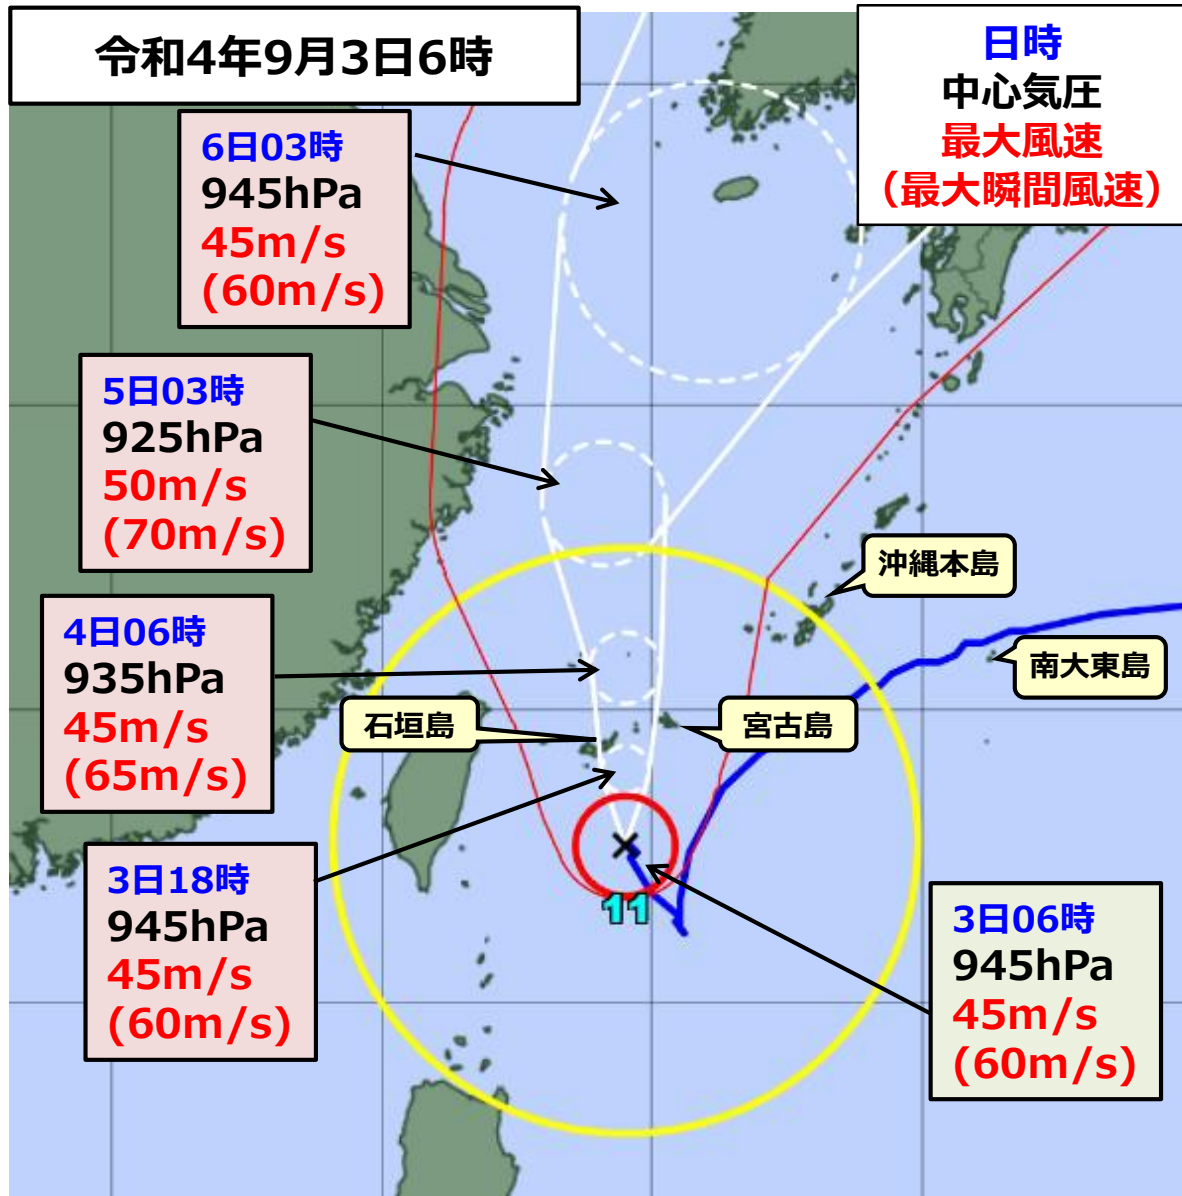 令和4年9月3日6時
日時
中心気圧
最大風速
（最大瞬間風速）
6日03時
945hPa
45m/s
(60m/s)
5日03時
925hPa
50m/s
(70m/s)
沖縄本島
南大東島
4日06時
935hPa
45m/s
(65m/s)
石垣島
宮古島
3日18時
945hPa
45m/s
(60m/s)
11
3日06時
945hPa
45m/s
(60m/s)